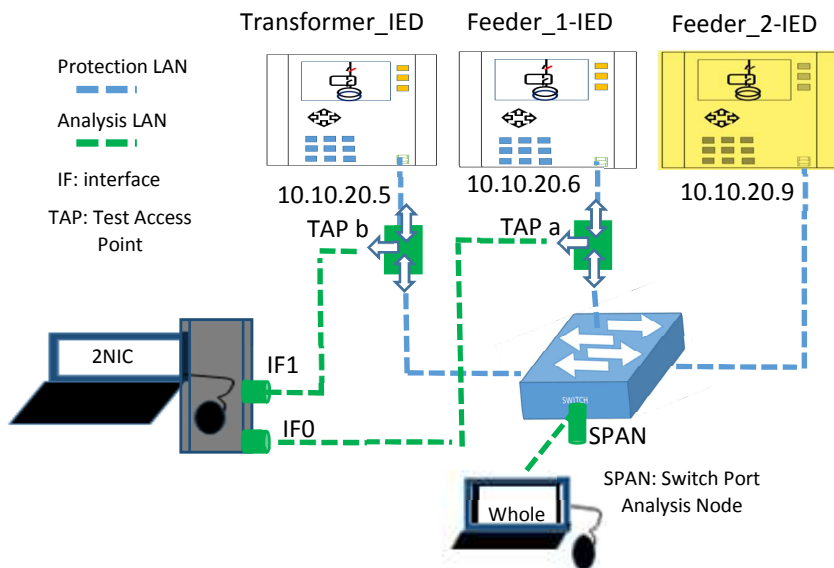 Transformer_IED
Feeder_1-IED
Feeder_2-IED
Protection LAN
Analysis LAN
IF: interface
TAP: Test Access
Point
10.10.20.5
10.10.20.6
10.10.20.9
TAP b
TAP a
2NIC
IF1
IF0
SWITCH
SPAN
SPAN: Switch Port
Analysis Node
Whole